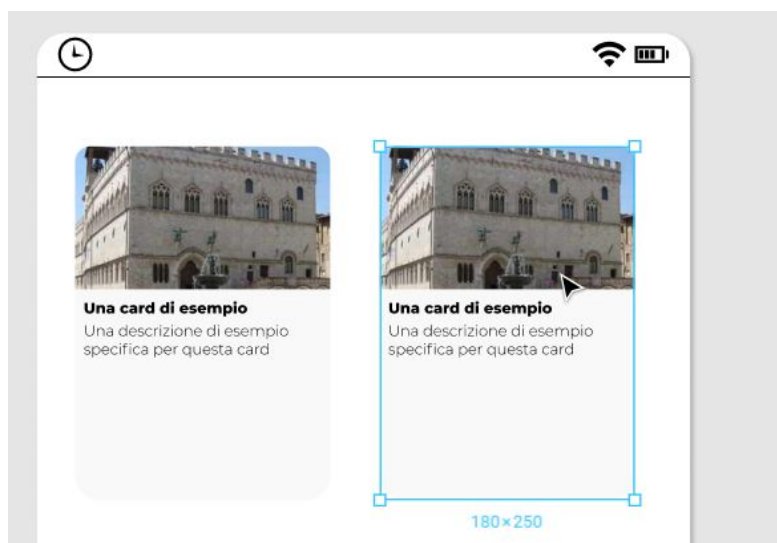 Una card di esempio
Una descrizione di esempio
specifica per questa card
Una card di esempio
Una descrizione di esempio
specifica per questa card
180×250